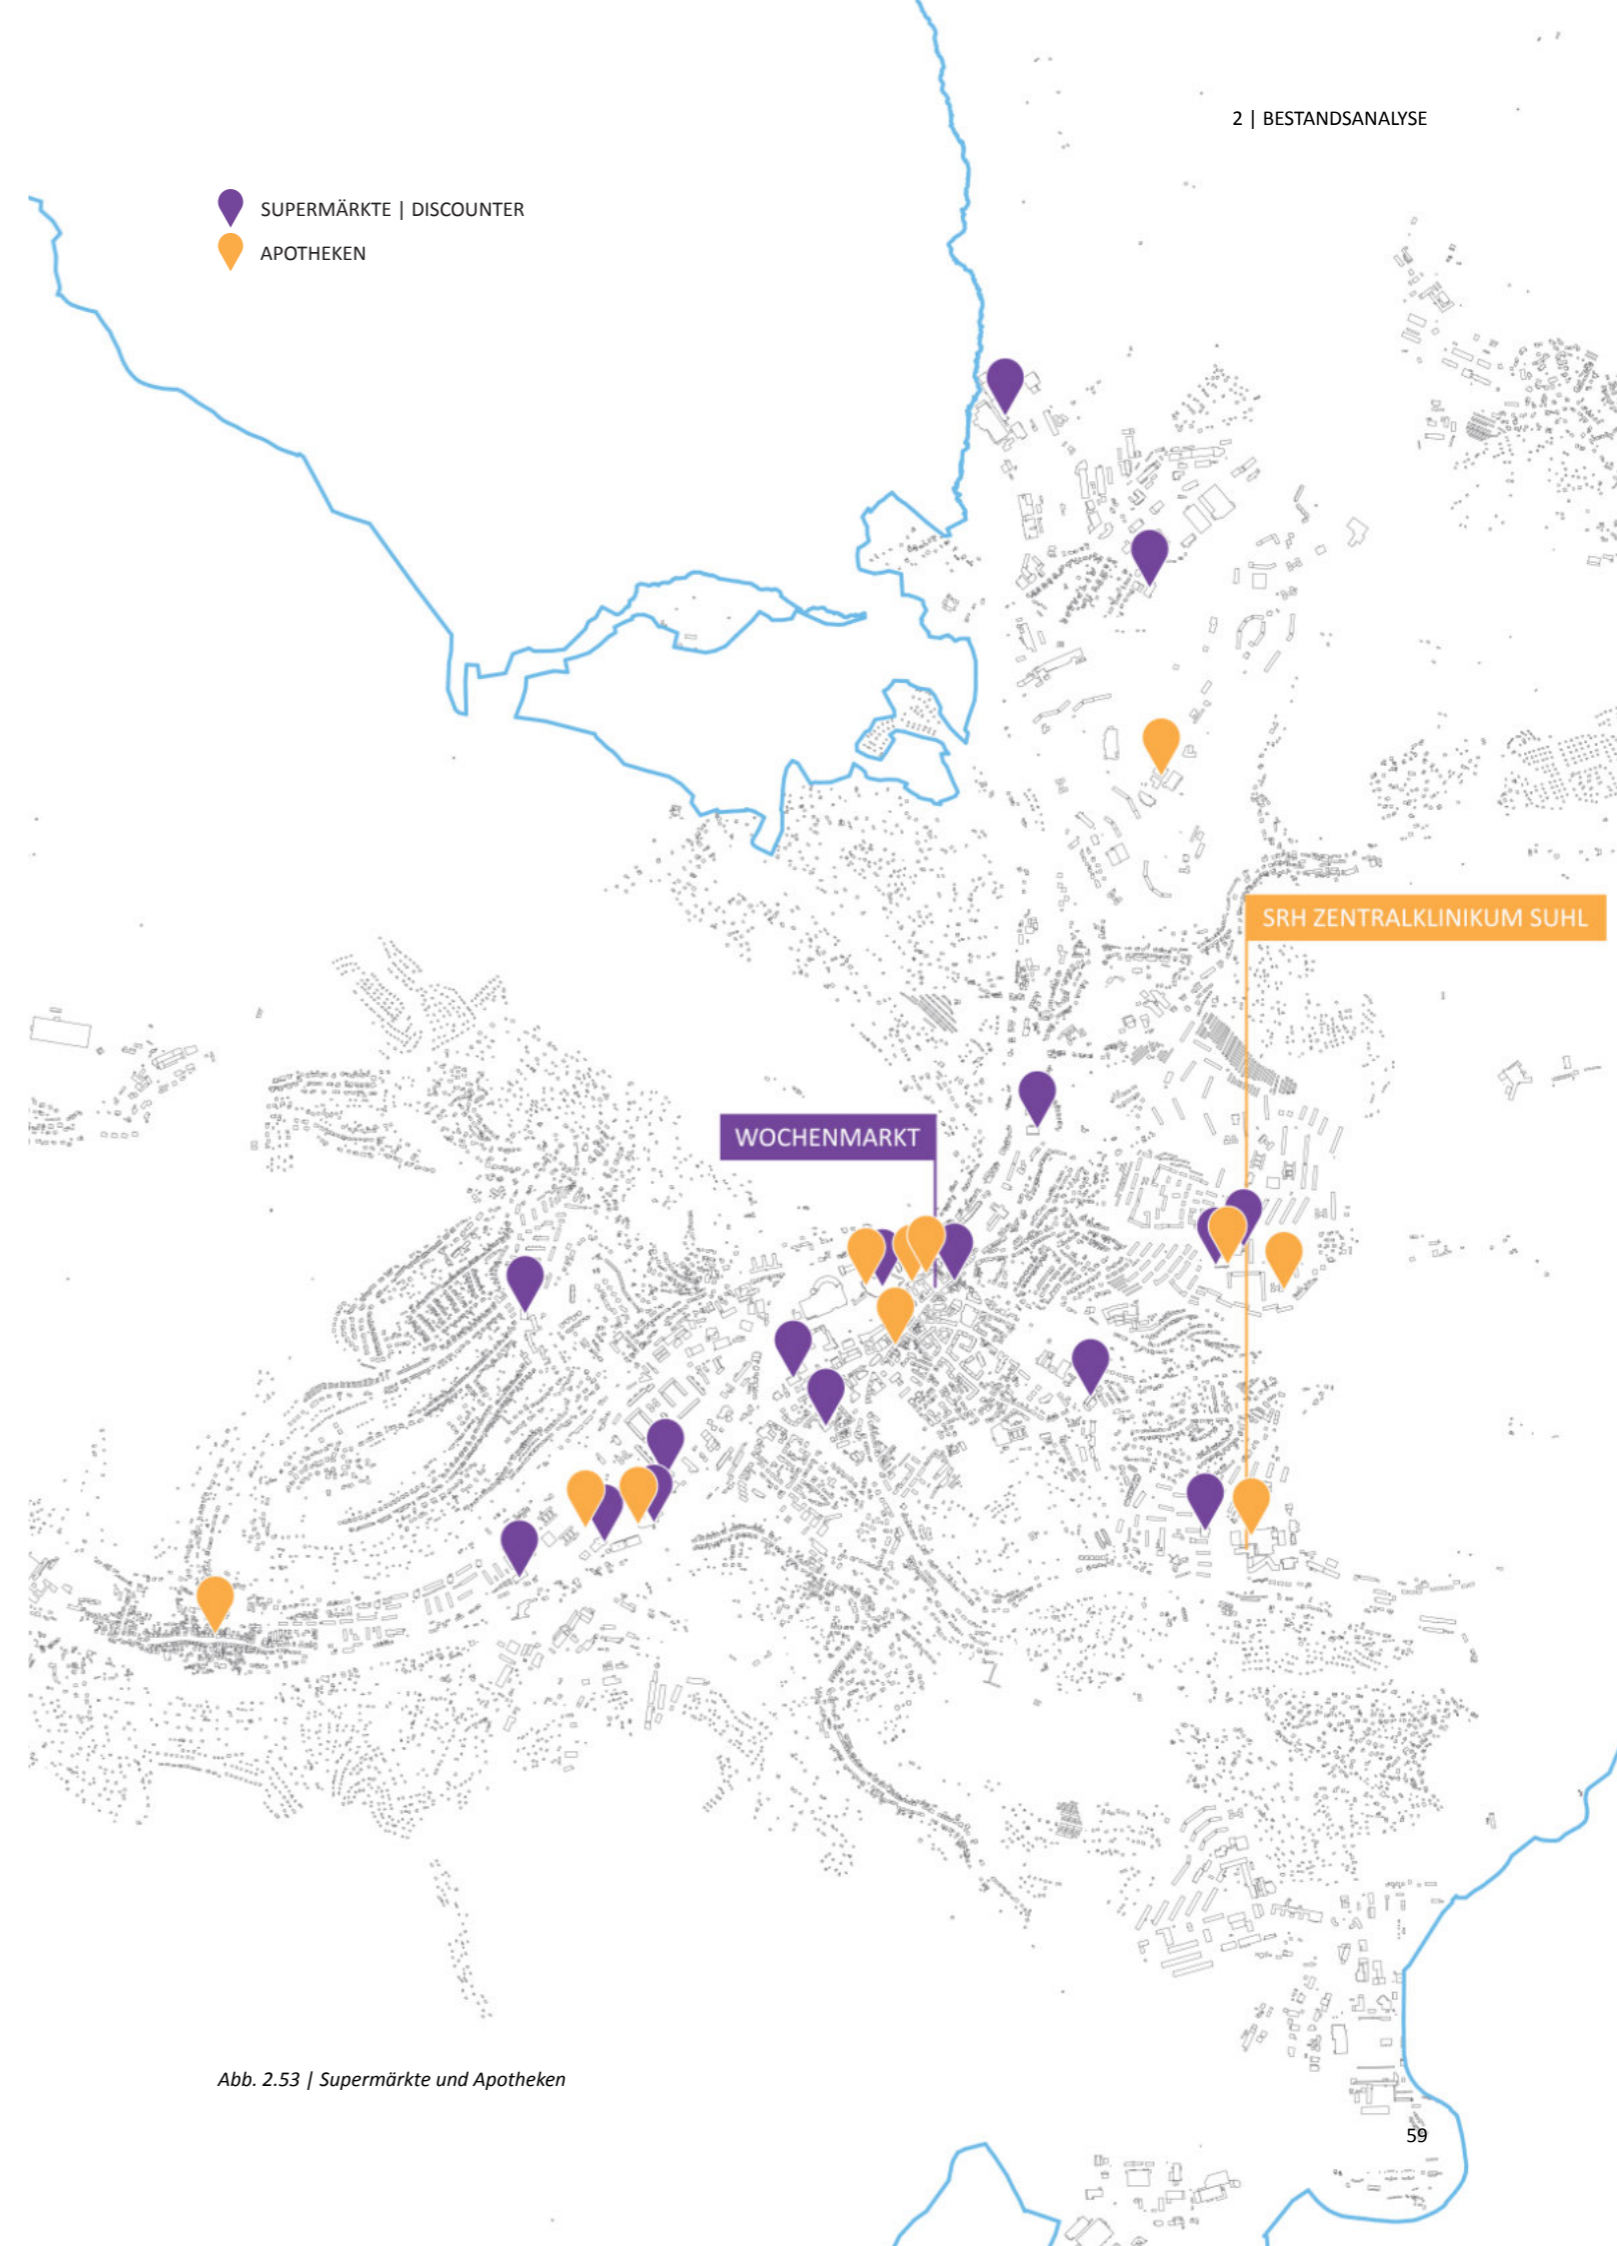 2 | BESTANDSANALYSE
SUPERMÄRKTE | DISCOUNTER
APOTHEKEN
SRH ZENTRALKLINIKUM SUHL
WOCHENMARKT
Abb. 2.53 | Supermärkte und Apotheken
59